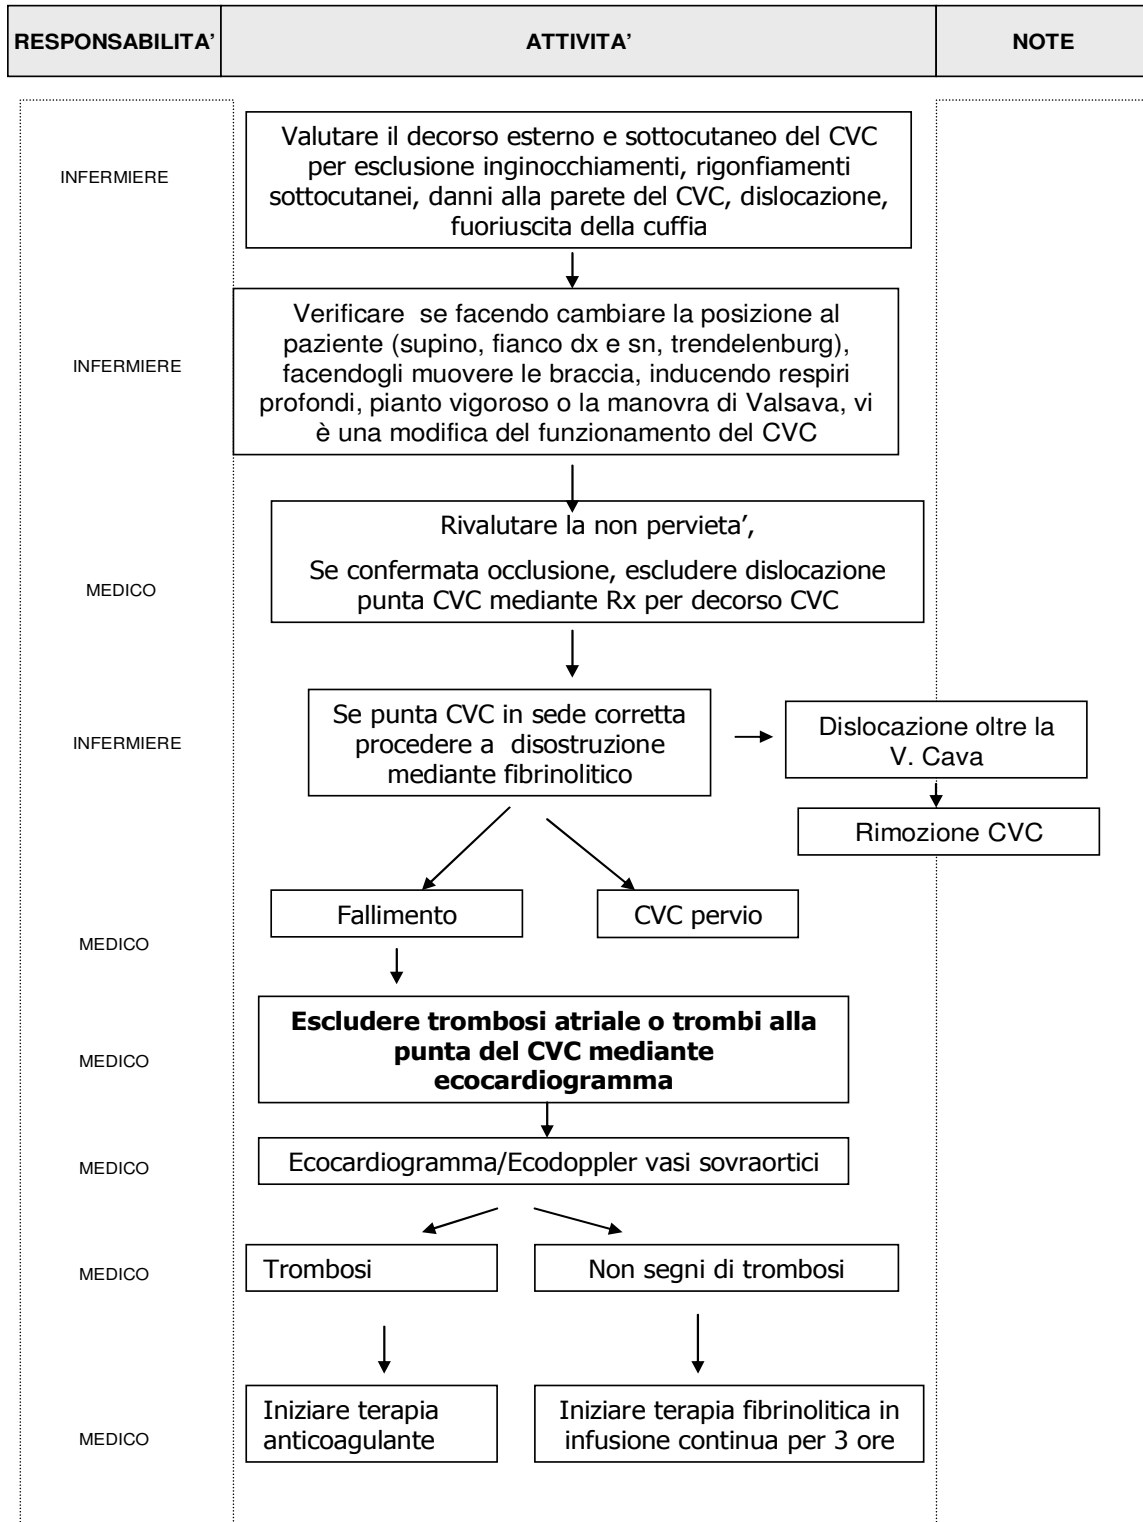 RESPONSABILITA’ ATTIVITA’ NOTE
INFERMIERE
Valutare il decorso esterno e sottocutaneo del CVC
per esclusione inginocchiamenti, rigonfiamenti
sottocutanei, danni alla parete del CVC, dislocazione,
fuoriuscita della cuffia
INFERMIERE
Verificare se facendo cambiare la posizione al
paziente (supino, fianco dx e sn, trendelenburg),
facendogli muovere le braccia, inducendo respiri
profondi, pianto vigoroso o la manovra di Valsava, vi
è una modifica del funzionamento del CVC
MEDICO
Rivalutare la non pervieta’,
Se confermata occlusione, escludere dislocazione
punta CVC mediante Rx per decorso CVC
INFERMIERE
Se punta CVC in sede corretta
procedere a disostruzione
mediante fibrinolitico
Dislocazione oltre la
V. Cava
Rimozione CVC
Fallimento
CVC pervio
MEDICO
MEDICO
Escludere trombosi atriale o trombi alla
punta del CVC mediante
ecocardiogramma
MEDICO
Ecocardiogramma/Ecodoppler vasi sovraortici
MEDICO
Trombosi
Non segni di trombosi
MEDICO
Iniziare terapia
anticoagulante
Iniziare terapia fibrinolitica in
infusione continua per 3 ore